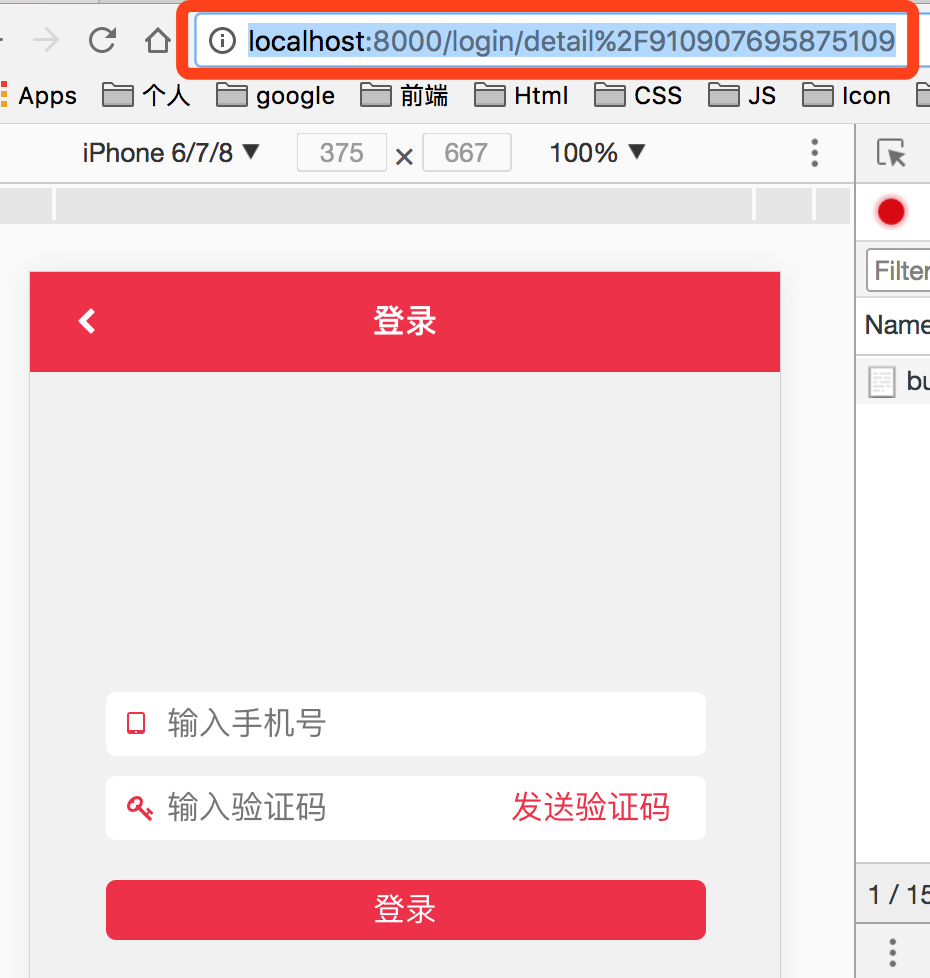 localhost:8000/login/detail%2F910907695875109
Apps 个人 google 前端 Html CSS JS Icon
iPhone 6/7/8 ▼ 375 × 667 100% ▼
Filter
Name
登录
bu
输入手机号
输入验证码 发送验证码
登录
1 / 15